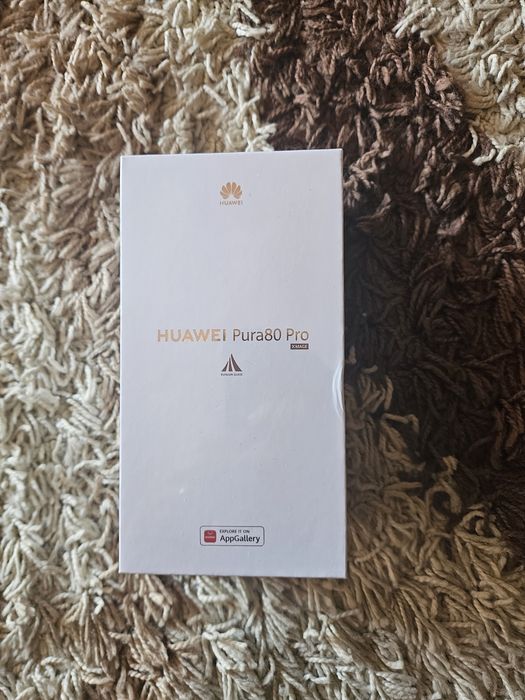 HUAWEI
HUAWEI Pura80 Pro
XMAGE
EXPLORE IT ON
AppGallery